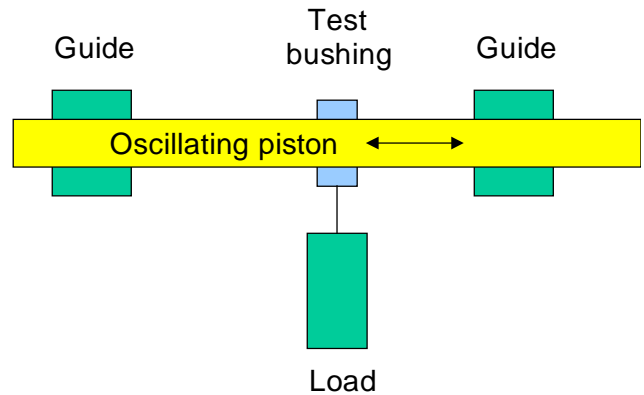 Guide
Test
bushing
Guide
Oscillating piston
Load